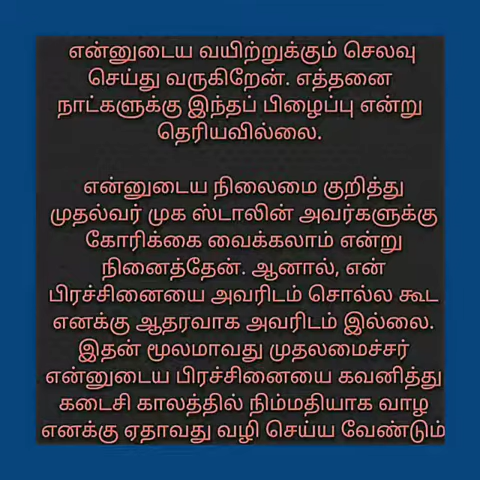 என்னுடைய வயிற்றுக்கும் செலவு
செய்து வருகிறேன். எத்தனை
நாட்களுக்கு இந்தப் பிழைப்பு என்று
தெரியவில்லை.
என்னுடைய நிலைமை குறித்து
முதல்வர் முக ஸ்டாலின் அவர்களுக்கு
கோரிக்கை வைக்கலாம் என்று
நினைத்தேன். ஆனால், என்
பிரச்சினையை அவரிடம் சொல்ல கூட
எனக்கு ஆதரவாக அவரிடம் இல்லை.
இதன் மூலமாவது முதலமைச்சர்
என்னுடைய பிரச்சினையை கவனித்து
கடைசி காலத்தில் நிம்மதியாக வாழ
எனக்கு ஏதாவது வழி செய்ய வேண்டும்